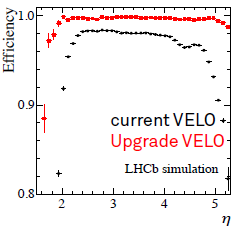 Efficiency
1.0
0.9
0.8
current VELO
Upgrade VELO
LHCb simulation
2 3 4 5
η